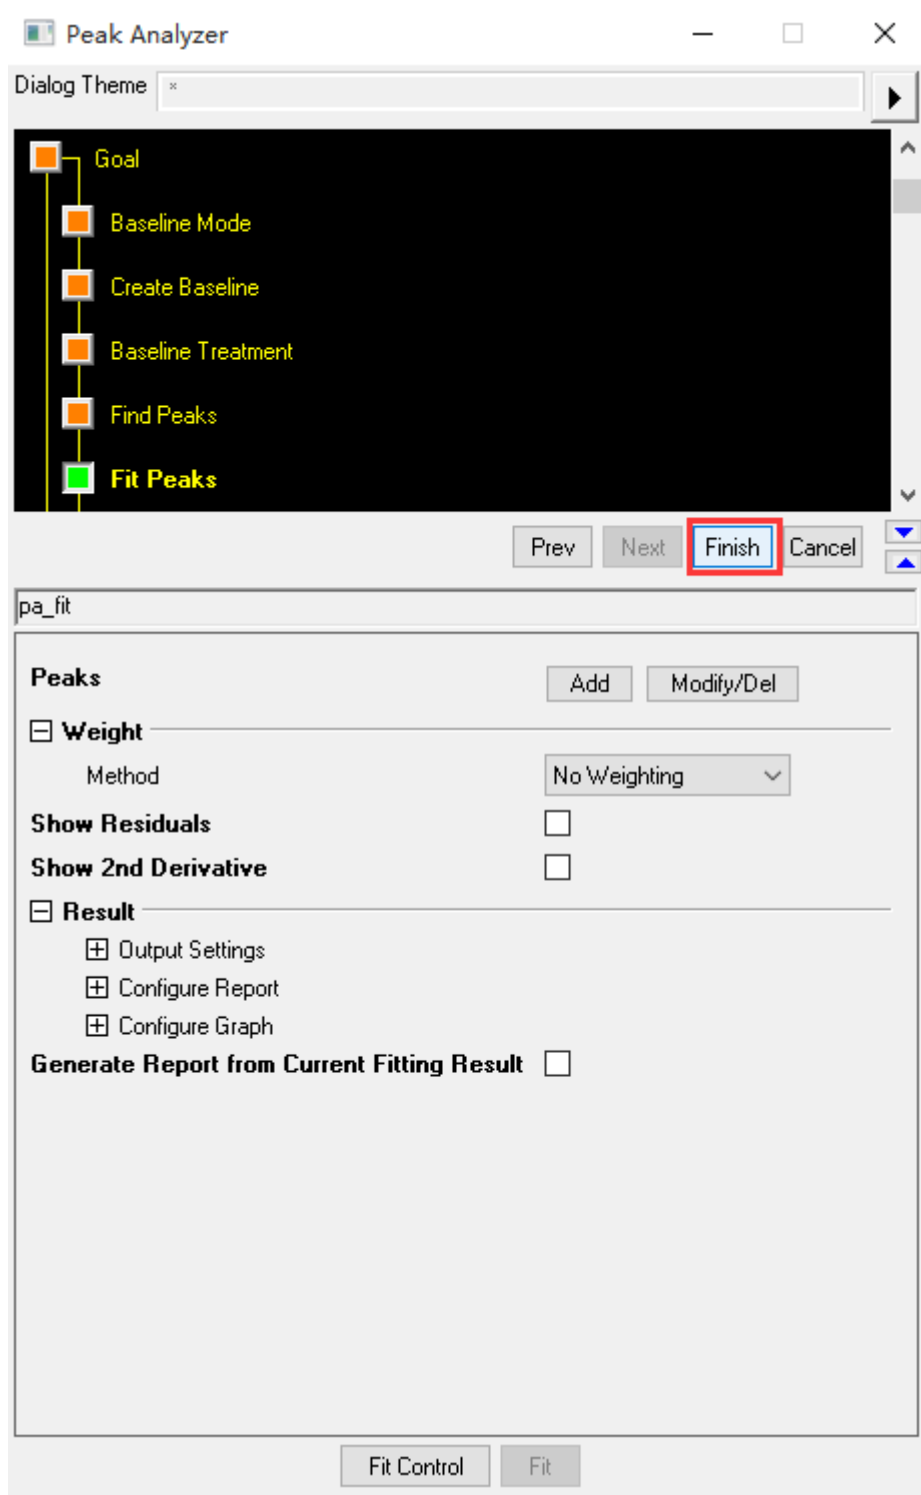 Peak Analyzer
Dialog Theme *
Goal
Baseline Mode
Create Baseline
Baseline Treatment
Find Peaks
Fit Peaks
Prev Next Finish Cancel
pa_fit
Peaks Add Modify/Del
Weight
Method No Weighting
Show Residuals
Show 2nd Derivative
Result
Output Settings
Configure Report
Configure Graph
Generate Report from Current Fitting Result
Fit Control Fit